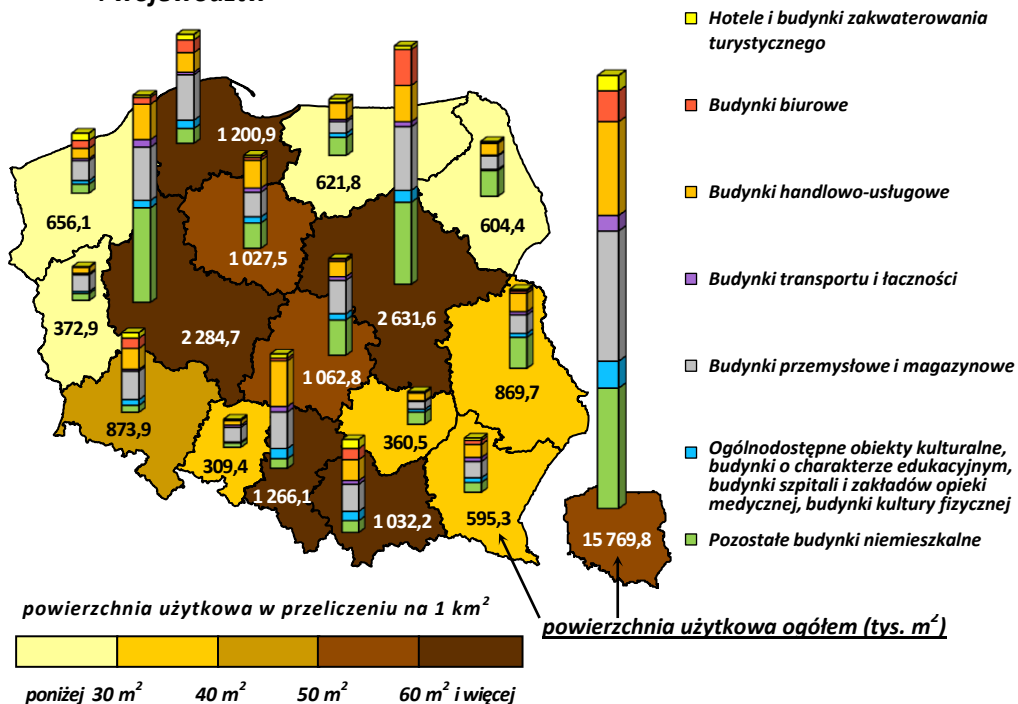 Hotele i budynki zakwaterowania
turystycznego
Budynki biurowe
Budynki handlowo-usługowe
Budynki transportu i łaczności
Budynki przemysłowe i magazynowe
Ogólnodostępne obiekty kulturalne,
budynki o charakterze edukacyjnym,
budynki szpitali i zakładów opieki
medycznej, budynki kultury fizycznej
Pozostałe budynki niemieszkalne
1 200,9
621,8
656,1
604,4
1 027,5
372,9
2 284,7
2 631,6
1 062,8
869,7
873,9
360,5
309,4
1 266,1
1 032,2
595,3
15 769,8
powierzchnia użytkowa w przeliczeniu na 1 km²
powierzchnia użytkowa ogółem (tys. m²)
poniżej 30 m² 40 m² 50 m² 60 m² i więcej